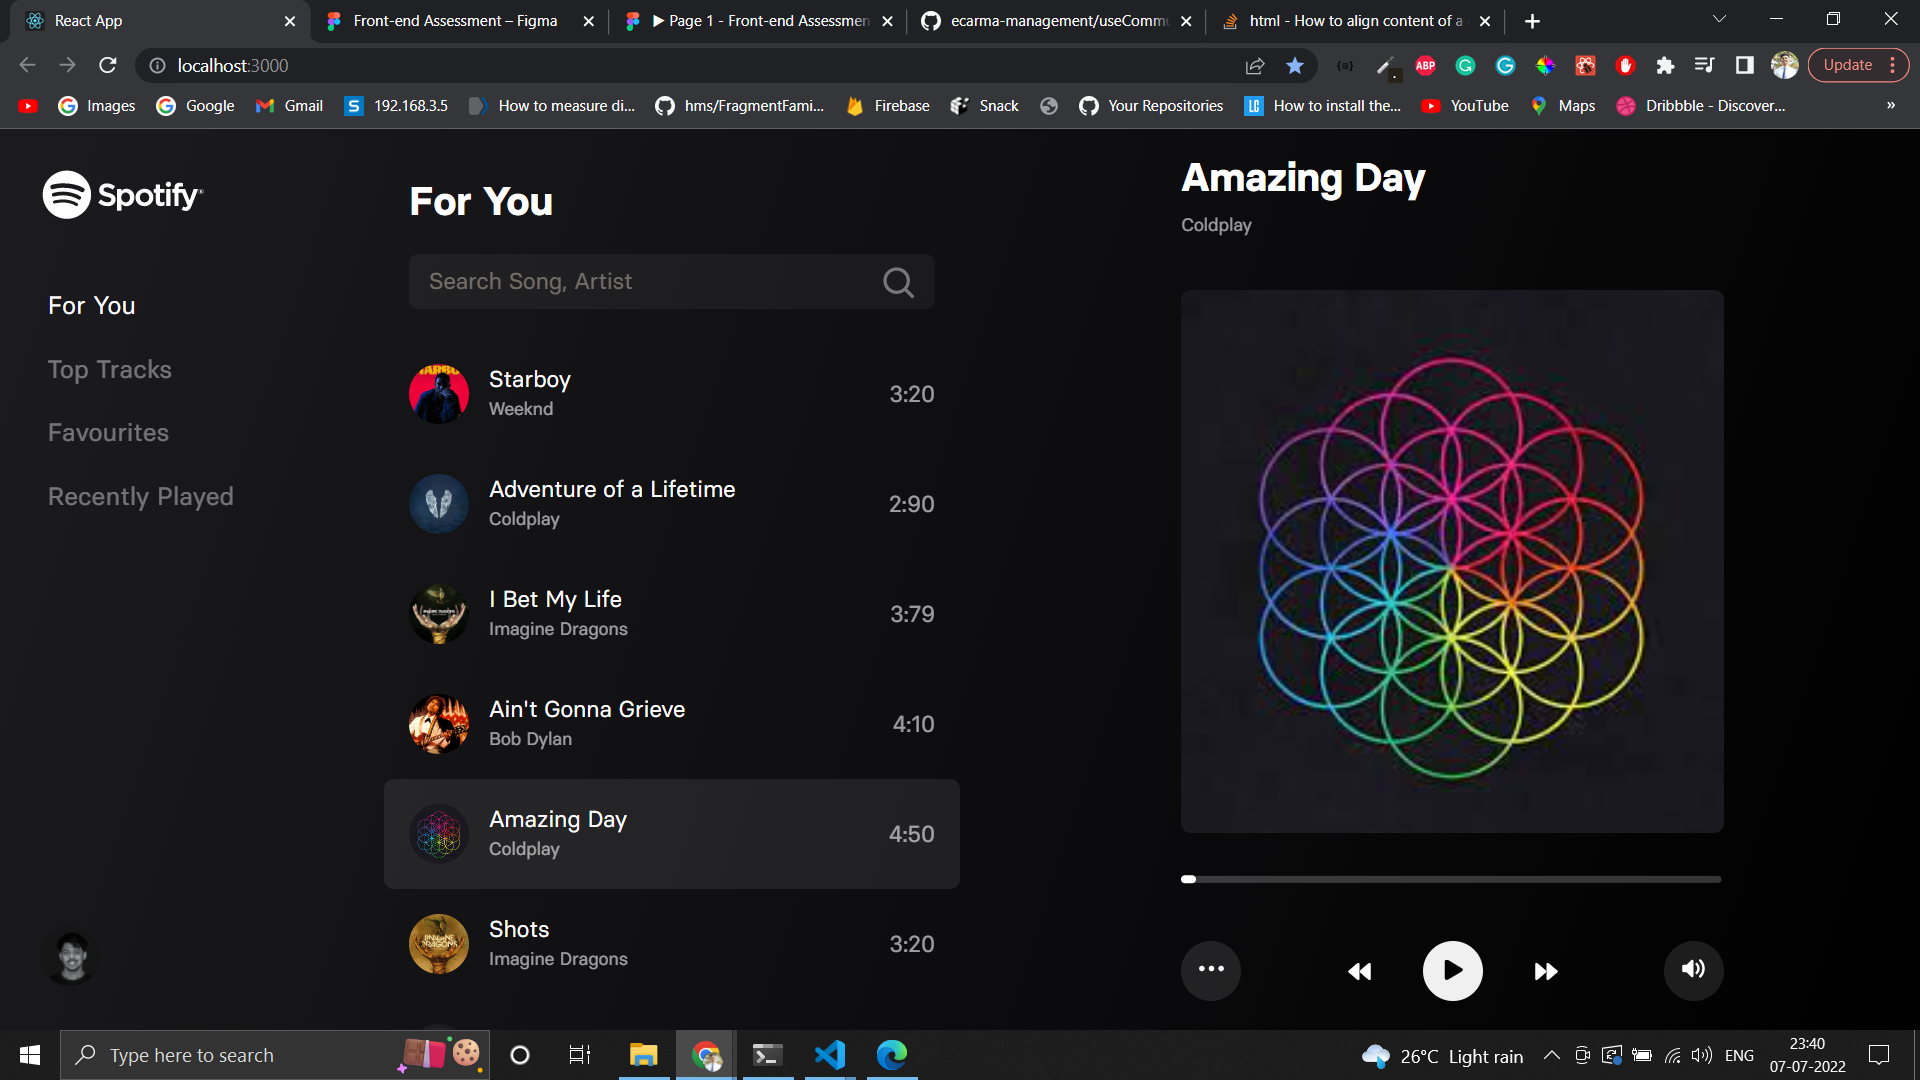 React App
Front-end Assessment – Figma
▶ Page 1 - Front-end Assessmen
ecarma-management/useCommu
html - How to align content of a
localhost:3000
ABP
Update
Images
Google
Gmail
S
192.168.3.5
How to measure di...
hms/FragmentFami...
Firebase
Snack
Your Repositories
LC
How to install the...
YouTube
Maps
Dribbble - Discover...
»
Spotify
For You
Top Tracks
Favourites
Recently Played
For You
Search Song, Artist
Starboy
Weeknd
3:20
Adventure of a Lifetime
Coldplay
2:90
I Bet My Life
Imagine Dragons
3:79
Ain't Gonna Grieve
Bob Dylan
4:10
Amazing Day
Coldplay
4:50
Shots
Imagine Dragons
3:20
Amazing Day
Coldplay
Type here to search
26°C Light rain
ENG
23:40
07-07-2022